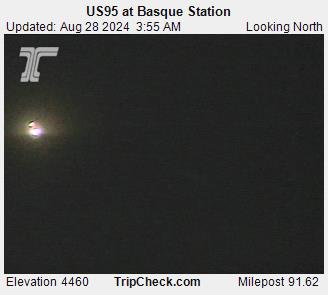 US95 at Basque Station
Updated: Aug 28 2024 3:55 AM Looking North
Elevation 4460 TripCheck.com Milepost 91.62